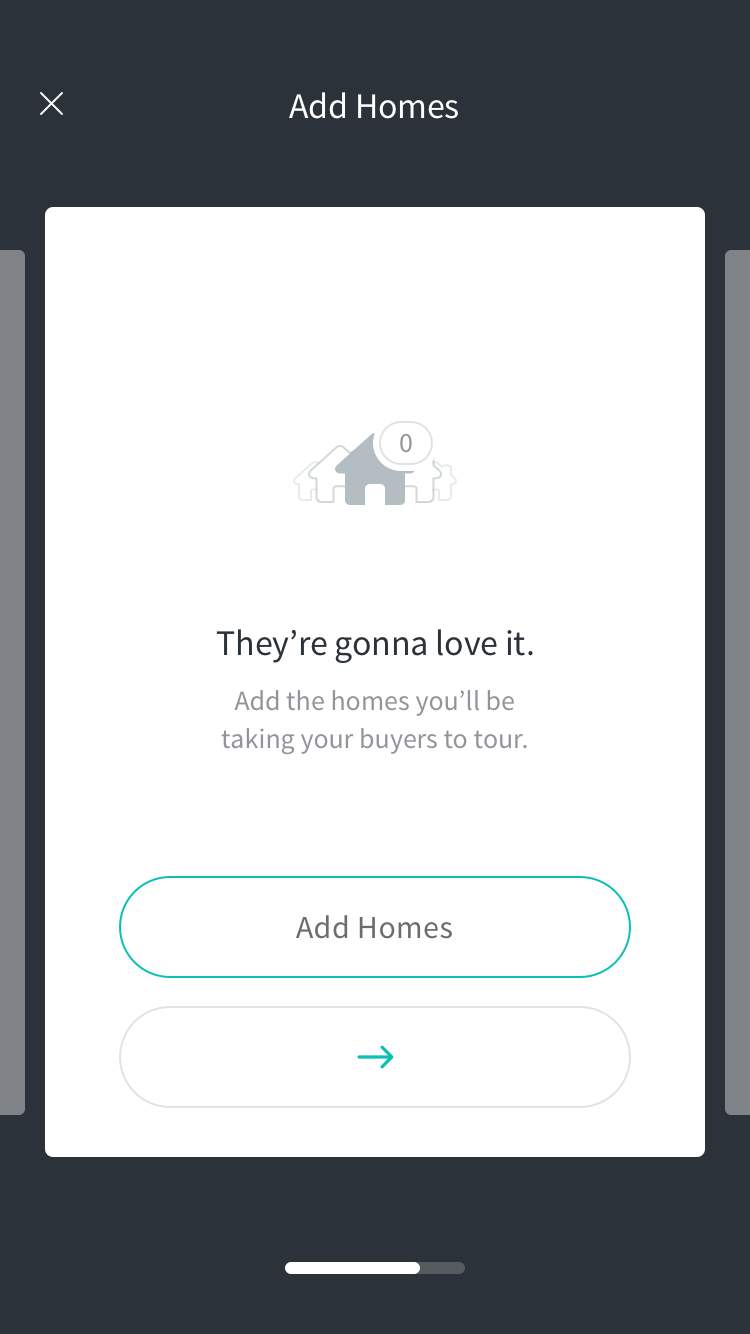 Add Homes
0
They’re gonna love it.
Add the homes you’ll be
taking your buyers to tour.
Add Homes